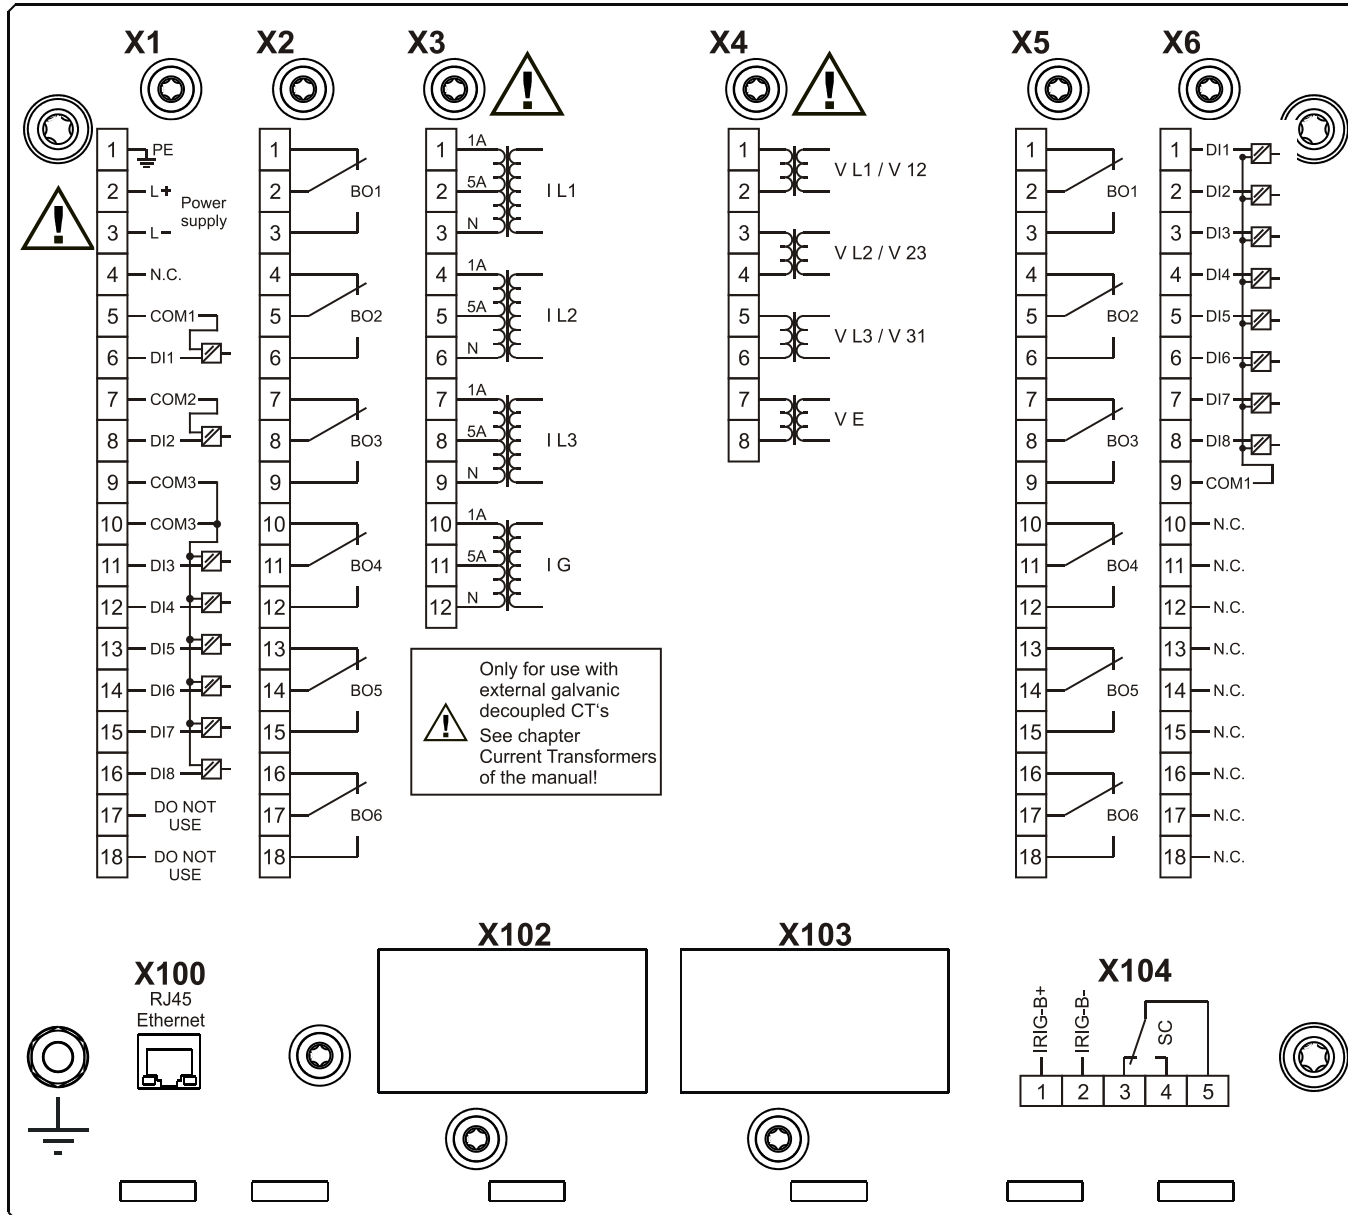 X1
X2
X3
X4
X5
X6
1 PE
2 L+
3 L-
Power
supply
4 N.C.
5 COM1
6 DI1
7 COM2
8 DI2
9 COM3
10 COM3
11 DI3
12 DI4
13 DI5
14 DI6
15 DI7
16 DI8
17 DO NOT
USE
18 DO NOT
USE
1
2 BO1
3
4
5 BO2
6
7
8 BO3
9
10
11 BO4
12
13
14 BO5
15
16
17 BO6
18
!
1 1A
2 5A I L1
3 N
4 1A
5 5A I L2
6 N
7 1A
8 5A I L3
9 N
10 1A
11 5A I G
12 N
!
Only for use with
external galvanic
decoupled CT's
See chapter
Current Transformers
of the manual!
!
1
V L1 / V 12
2
3
V L2 / V 23
4
5
V L3 / V 31
6
7
V E
8
!
1
2 BO1
3
4
5 BO2
6
7
8 BO3
9
10
11 BO4
12
13
14 BO5
15
16
17 BO6
18
1 DI1
2 DI2
3 DI3
4 DI4
5 DI5
6 DI6
7 DI7
8 DI8
9 COM1
10 N.C.
11 N.C.
12 N.C.
13 N.C.
14 N.C.
15 N.C.
16 N.C.
17 N.C.
18 N.C.
X100
RJ45
Ethernet
X102
X103
X104
IRIG-B+
IRIG-B-
SC
1 2 3 4 5